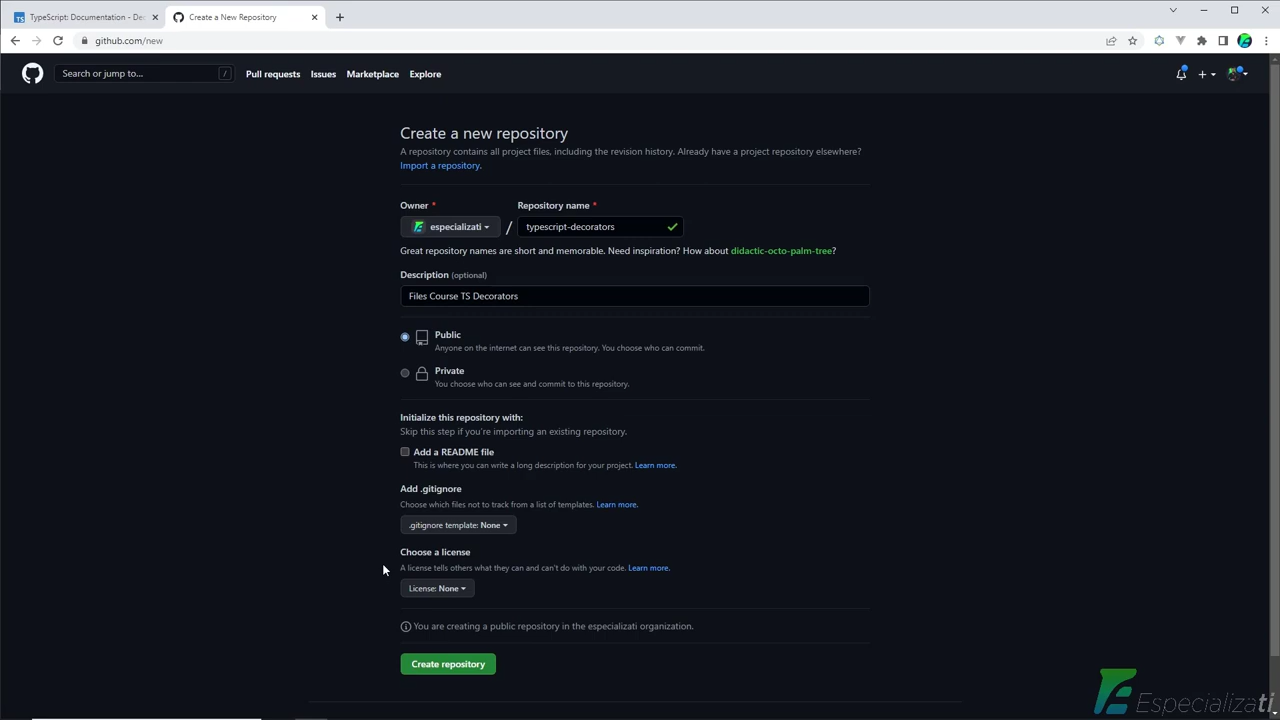 TypeScript: Documentation - Dec
Create a New Repository
github.com/new
Search or jump to...
/
Pull requests
Issues
Marketplace
Explore
Create a new repository
A repository contains all project files, including the revision history. Already have a project repository elsewhere?
Import a repository.
Owner *
Repository name *
especializati
/
typescript-decorators
Great repository names are short and memorable. Need inspiration? How about didactic-octo-palm-tree?
Description (optional)
Files Course TS Decorators
Public
Anyone on the internet can see this repository. You choose who can commit.
Private
You choose who can see and commit to this repository.
Initialize this repository with:
Skip this step if you're importing an existing repository.
Add a README file
This is where you can write a long description for your project. Learn more.
Add .gitignore
Choose which files not to track from a list of templates. Learn more.
.gitignore template: None
Choose a license
A license tells others what they can and can't do with your code. Learn more.
License: None
You are creating a public repository in the especializati organization.
Create repository
Especializati